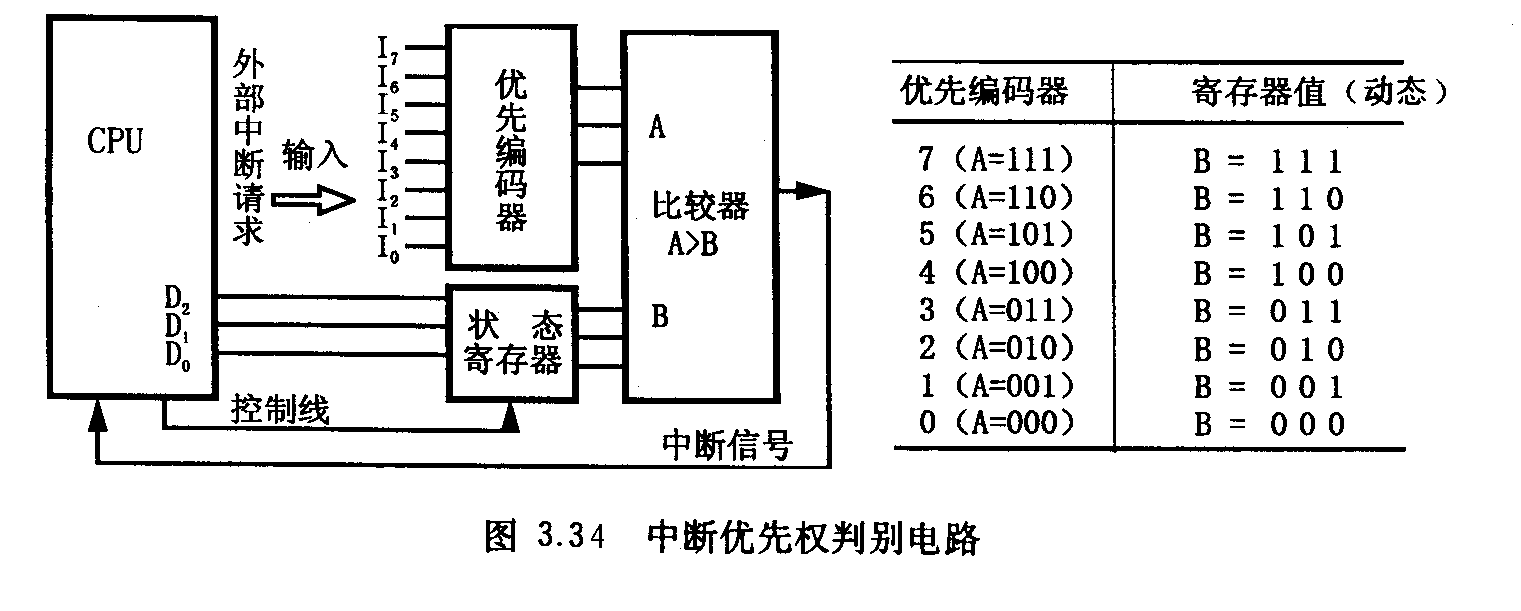 CPU
外部中断请求
输入
I₇
I₆
I₅
I₄
I₃
I₂
I₁
I₀
优先编码器
A
比较器
A>B
B
D₂
D₁
D₀
状态
寄存器
控制线
中断信号
优先编码器 寄存器值（动态）
7（A=111） B = 1 1 1
6（A=110） B = 1 1 0
5（A=101） B = 1 0 1
4（A=100） B = 1 0 0
3（A=011） B = 0 1 1
2（A=010） B = 0 1 0
1（A=001） B = 0 0 1
0（A=000） B = 0 0 0
图 3.34 中断优先权判别电路